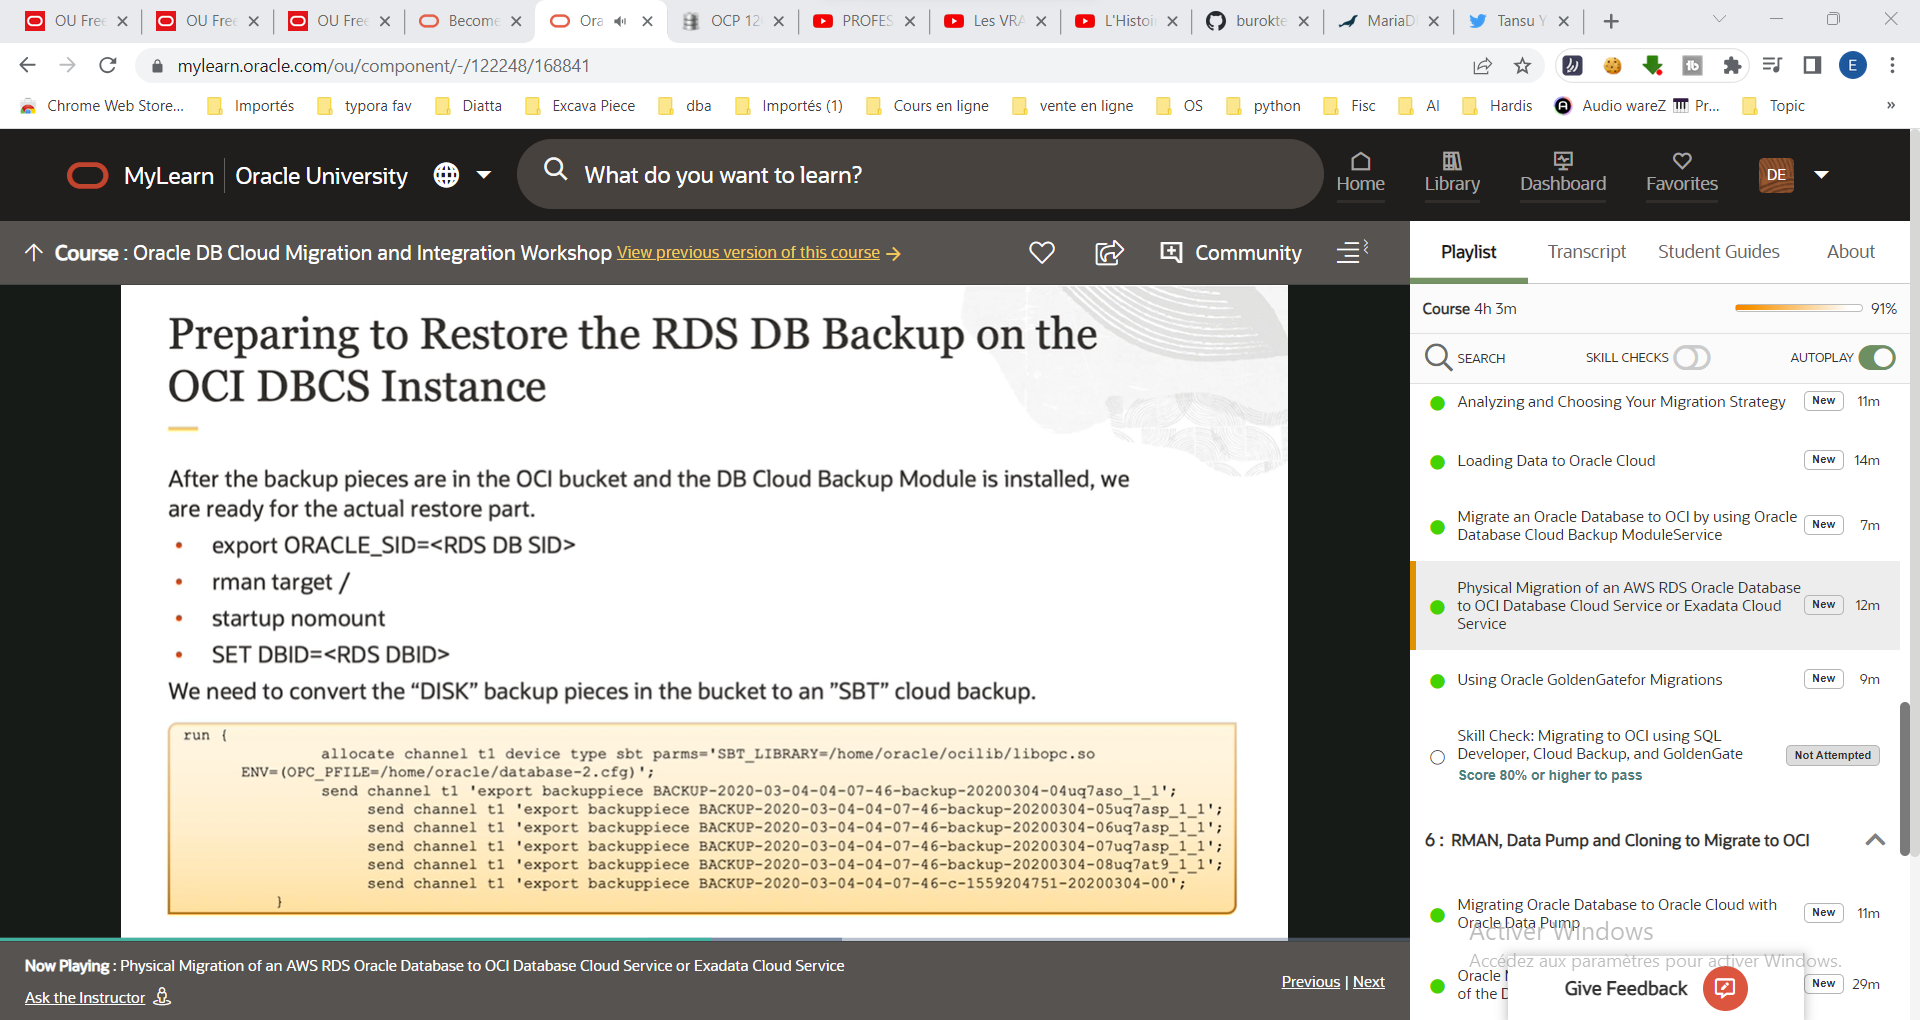 OU Free
OU Free
OU Free
Become
Ora
OCP 12
PROFES
Les VRA
L'Histoi
burokte
MariaD
Tansu Y
mylearn.oracle.com/ou/component/-/122248/168841
E
Chrome Web Store...
Importés
typora fav
Diatta
Excava Piece
dba
Importés (1)
Cours en ligne
vente en ligne
OS
python
Fisc
AI
Hardis
Audio wareZ
Pr...
Topic
»
MyLearn
Oracle University
What do you want to learn?
Home
Library
Dashboard
Favorites
DE
Course : Oracle DB Cloud Migration and Integration Workshop View previous version of this course
Community
Playlist
Transcript
Student Guides
About
Preparing to Restore the RDS DB Backup on the
OCI DBCS Instance
After the backup pieces are in the OCI bucket and the DB Cloud Backup Module is installed, we
are ready for the actual restore part.
• export ORACLE_SID=<RDS DB SID>
• rman target /
• startup nomount
• SET DBID=<RDS DBID>
We need to convert the “DISK” backup pieces in the bucket to an ”SBT” cloud backup.
run {
allocate channel t1 device type sbt parms='SBT_LIBRARY=/home/oracle/ocilib/libopc.so
ENV=(OPC_PFILE=/home/oracle/database-2.cfg)';
send channel t1 'export backuppiece BACKUP-2020-03-04-04-07-46-backup-20200304-04uq7aso_1_1';
send channel t1 'export backuppiece BACKUP-2020-03-04-04-07-46-backup-20200304-05uq7asp_1_1';
send channel t1 'export backuppiece BACKUP-2020-03-04-04-07-46-backup-20200304-06uq7asp_1_1';
send channel t1 'export backuppiece BACKUP-2020-03-04-04-07-46-backup-20200304-07uq7asp_1_1';
send channel t1 'export backuppiece BACKUP-2020-03-04-04-07-46-backup-20200304-08uq7at9_1_1';
send channel t1 'export backuppiece BACKUP-2020-03-04-04-07-46-c-1559204751-20200304-00';
}
Now Playing : Physical Migration of an AWS RDS Oracle Database to OCI Database Cloud Service or Exadata Cloud Service
Ask the Instructor
Previous | Next
Course 4h 3m
91%
SEARCH
SKILL CHECKS
AUTOPLAY
Analyzing and Choosing Your Migration Strategy
New
11m
Loading Data to Oracle Cloud
New
14m
Migrate an Oracle Database to OCI by using Oracle
Database Cloud Backup ModuleService
New
7m
Physical Migration of an AWS RDS Oracle Database
to OCI Database Cloud Service or Exadata Cloud
Service
New
12m
Using Oracle GoldenGatefor Migrations
New
9m
Skill Check: Migrating to OCI using SQL
Developer, Cloud Backup, and GoldenGate
Score 80% or higher to pass
Not Attempted
6 : RMAN, Data Pump and Cloning to Migrate to OCI
Migrating Oracle Database to Oracle Cloud with
Oracle Data Pump
New
11m
Activer Windows
Accédez aux paramètres pour activer Windows.
Oracle
of the
New
29m
Give Feedback